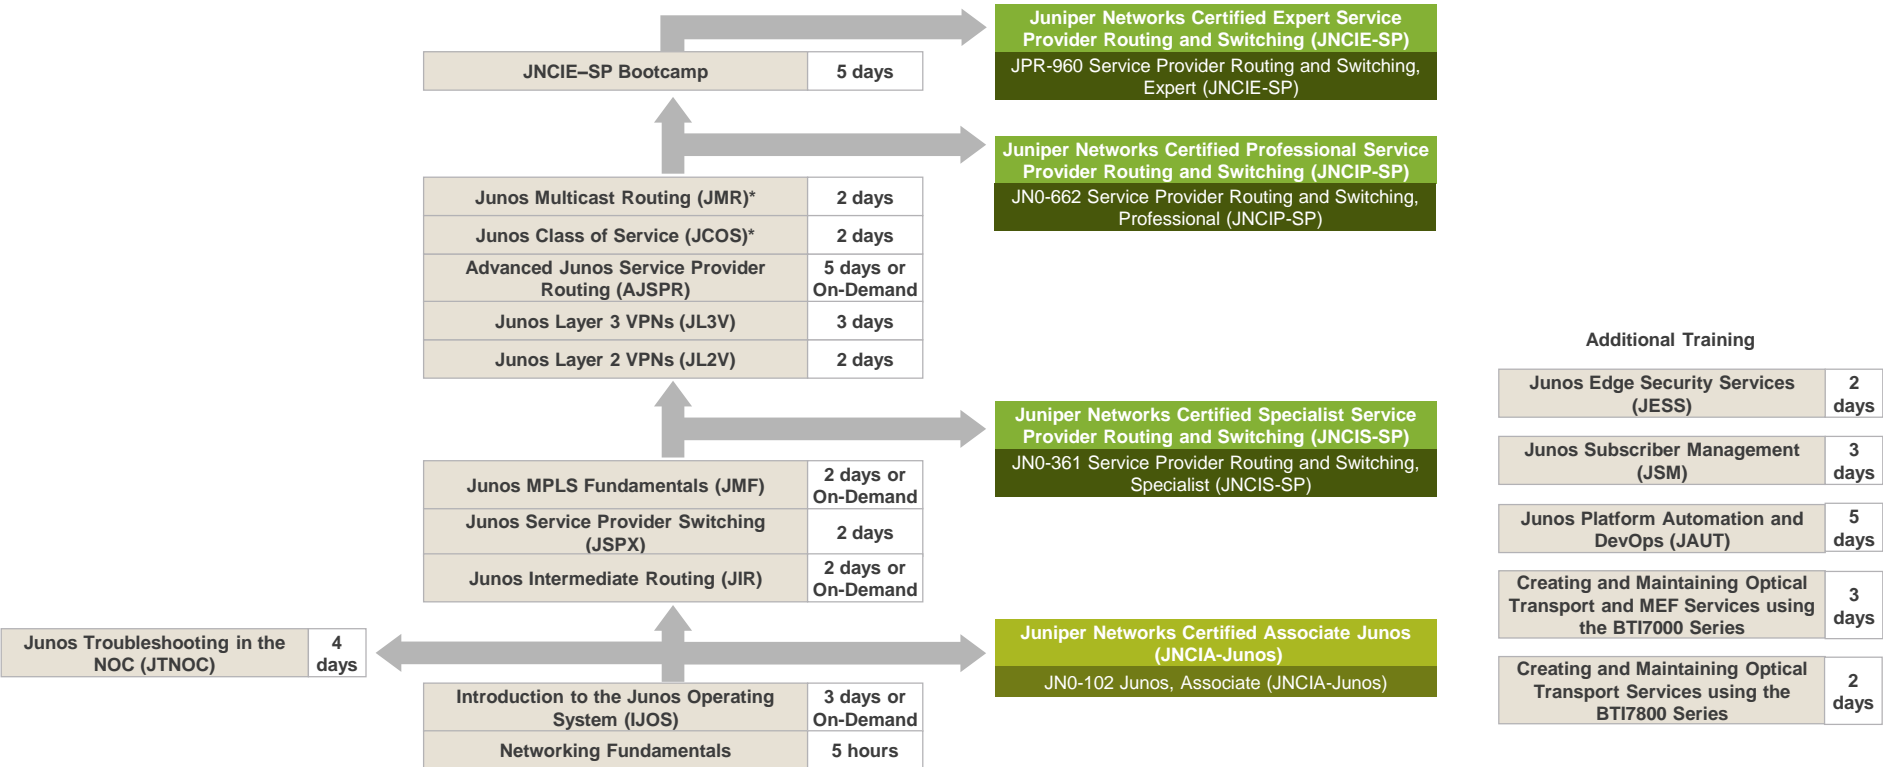 Juniper Networks Certified Expert Service
Provider Routing and Switching (JNCIE-SP)
JPR-960 Service Provider Routing and Switching,
Expert (JNCIE-SP)
JNCIE–SP Bootcamp
5 days
Juniper Networks Certified Professional Service
Provider Routing and Switching (JNCIP-SP)
JN0-662 Service Provider Routing and Switching,
Professional (JNCIP-SP)
Junos Multicast Routing (JMR)*
2 days
Junos Class of Service (JCOS)*
2 days
Advanced Junos Service Provider
Routing (AJSPR)
5 days or
On-Demand
Junos Layer 3 VPNs (JL3V)
3 days
Junos Layer 2 VPNs (JL2V)
2 days
Juniper Networks Certified Specialist Service
Provider Routing and Switching (JNCIS-SP)
JN0-361 Service Provider Routing and Switching,
Specialist (JNCIS-SP)
Junos MPLS Fundamentals (JMF)
2 days or
On-Demand
Junos Service Provider Switching
(JSPX)
2 days
Junos Intermediate Routing (JIR)
2 days or
On-Demand
Junos Troubleshooting in the
NOC (JTNOC)
4
days
Juniper Networks Certified Associate Junos
(JNCIA-Junos)
JN0-102 Junos, Associate (JNCIA-Junos)
Introduction to the Junos Operating
System (IJOS)
3 days or
On-Demand
Networking Fundamentals
5 hours
Additional Training
Junos Edge Security Services
(JESS)
2
days
Junos Subscriber Management
(JSM)
3
days
Junos Platform Automation and
DevOps (JAUT)
5
days
Creating and Maintaining Optical
Transport and MEF Services using
the BTI7000 Series
3
days
Creating and Maintaining Optical
Transport Services using the
BTI7800 Series
2
days